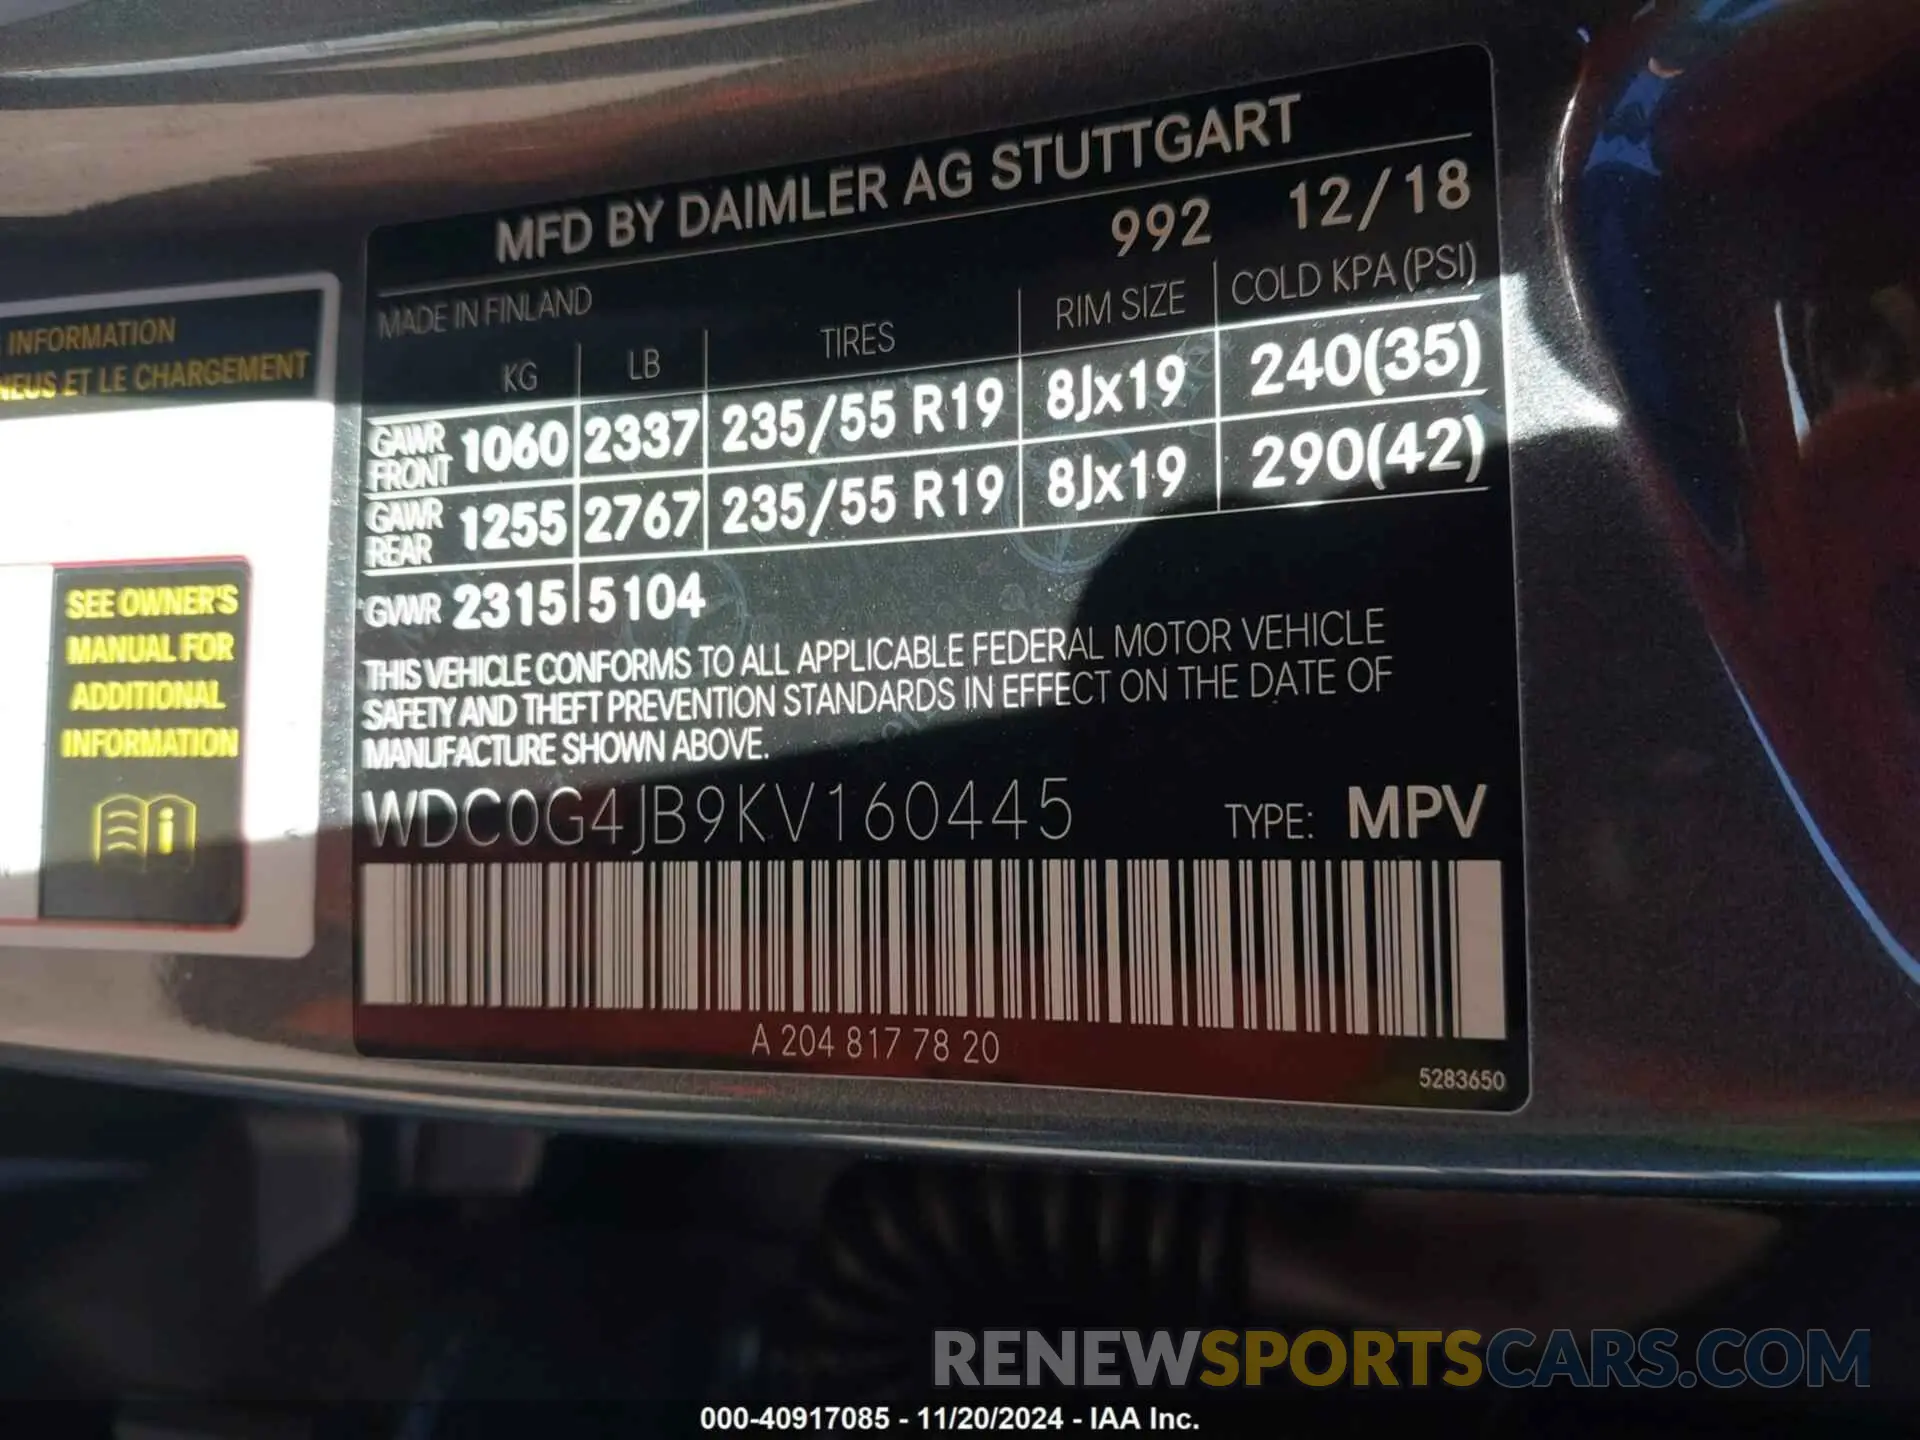 MFD BY DAIMLER AG STUTTGART
992 12/18
MADE IN FINLAND
KG LB TIRES RIM SIZE COLD KPA (PSI)
GAWR FRONT 1060 2337 235/55 R19 8Jx19 240(35)
GAWR REAR 1255 2767 235/55 R19 8Jx19 290(42)
GVWR 2315 5104
THIS VEHICLE CONFORMS TO ALL APPLICABLE FEDERAL MOTOR VEHICLE
SAFETY AND THEFT PREVENTION STANDARDS IN EFFECT ON THE DATE OF
MANUFACTURE SHOWN ABOVE.
WDC0G4JB9KV160445 TYPE: MPV
A 204 817 78 20
5283650
INFORMATION
NEUS ET LE CHARGEMENT
SEE OWNER'S
MANUAL FOR
ADDITIONAL
INFORMATION
RENEWSPORTSCARS.COM
000-40917085 - 11/20/2024 - IAA Inc.